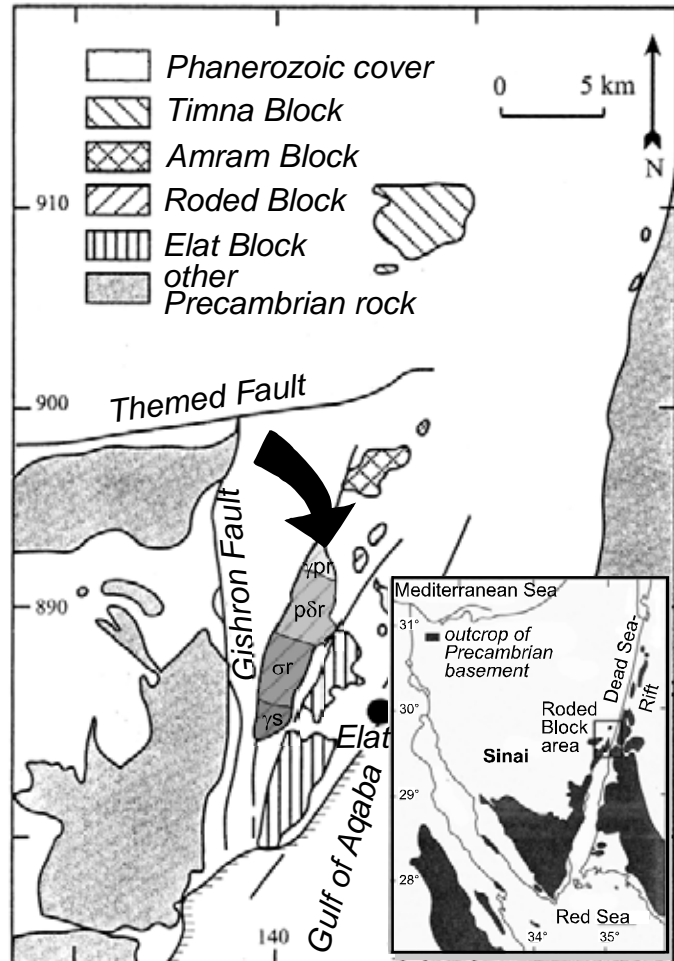 Phanerozoic cover
Timna Block
Amram Block
Roded Block
Elat Block
other
Precambrian rock
0 5 km
N
910
Themed Fault
900
Gishron Fault
890
γpr
pδr
σr
γs
Elat
Gulf of Aqaba
140
Mediterranean Sea
31°
outcrop of
Precambrian
basement
Dead Sea-
Rift
30°
Roded
Block
area
Sinai
29°
28°
Red Sea
34° 35°